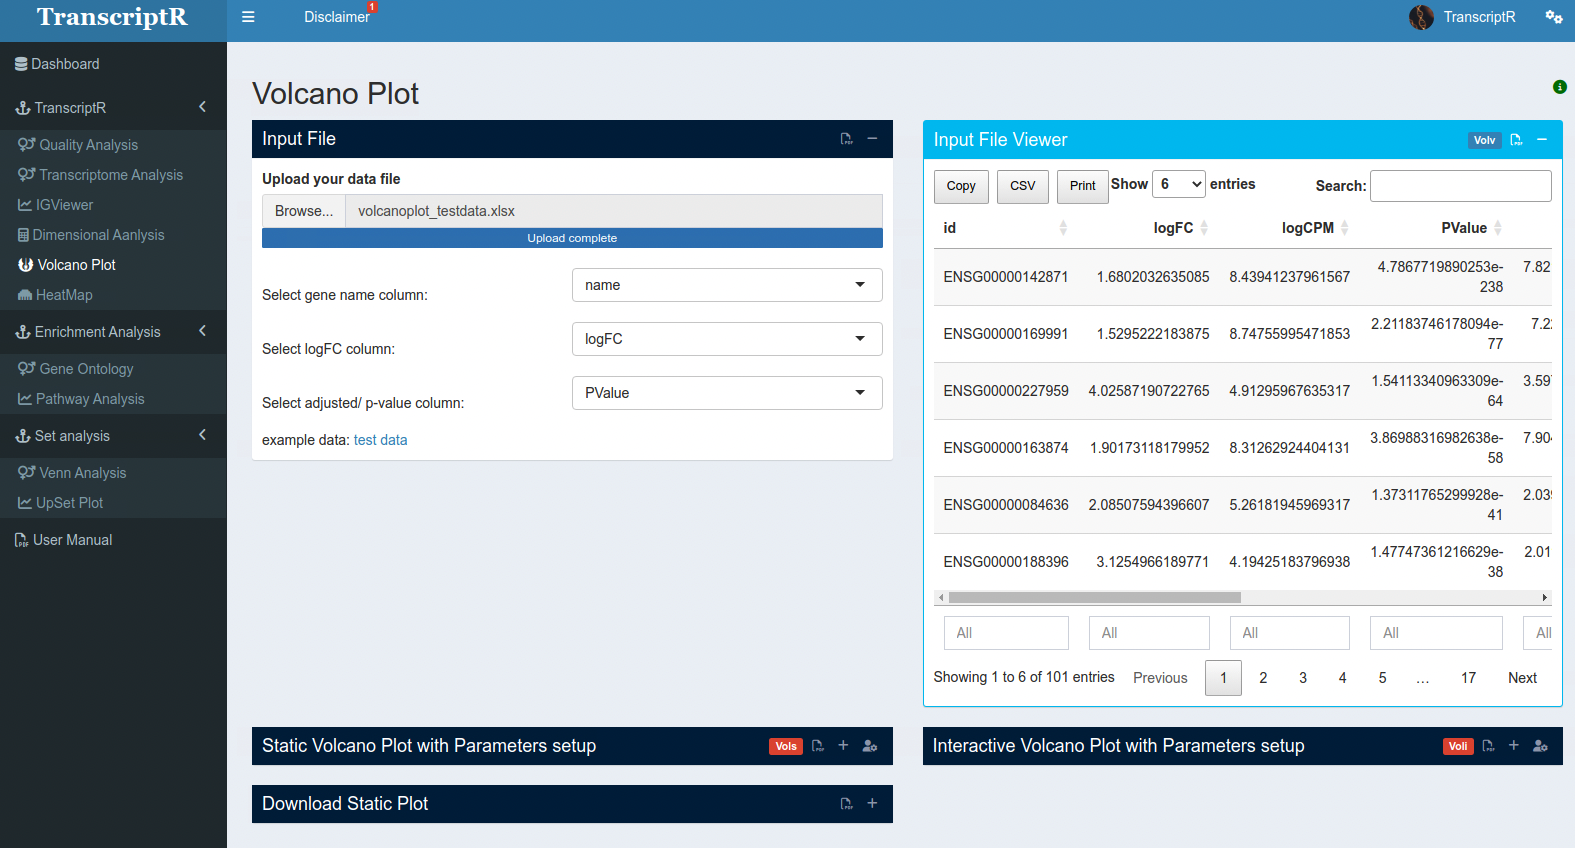 TranscriptR
Disclaimer
1
TranscriptR
Dashboard
TranscriptR
Quality Analysis
Transcriptome Analysis
IGViewer
Dimensional Aanlysis
Volcano Plot
HeatMap
Enrichment Analysis
Gene Ontology
Pathway Analysis
Set analysis
Venn Analysis
UpSet Plot
User Manual
Volcano Plot
Input File
Upload your data file
Browse... volcanoplot_testdata.xlsx
Upload complete
Select gene name column: name
Select logFC column: logFC
Select adjusted/ p-value column: PValue
example data: test data
Input File Viewer Volv
Copy CSV Print Show 6 entries Search:
id logFC logCPM PValue
ENSG00000142871 1.6802032635085 8.43941237961567 4.7867719890253e-238 7.82
ENSG00000169991 1.5295222183875 8.74755995471853 2.21183746178094e-77 7.2
ENSG00000227959 4.02587190722765 4.91295967635317 1.54113340963309e-64 3.59
ENSG00000163874 1.90173118179952 8.31262924404131 3.86988316982638e-58 7.90
ENSG00000084636 2.08507594396607 5.26181945969317 1.37311765299928e-41 2.03
ENSG00000188396 3.1254966189771 4.19425183796938 1.47747361216629e-38 2.01
All All All All All
Showing 1 to 6 of 101 entries Previous 1 2 3 4 5 … 17 Next
Static Volcano Plot with Parameters setup Vols
Interactive Volcano Plot with Parameters setup Voli
Download Static Plot